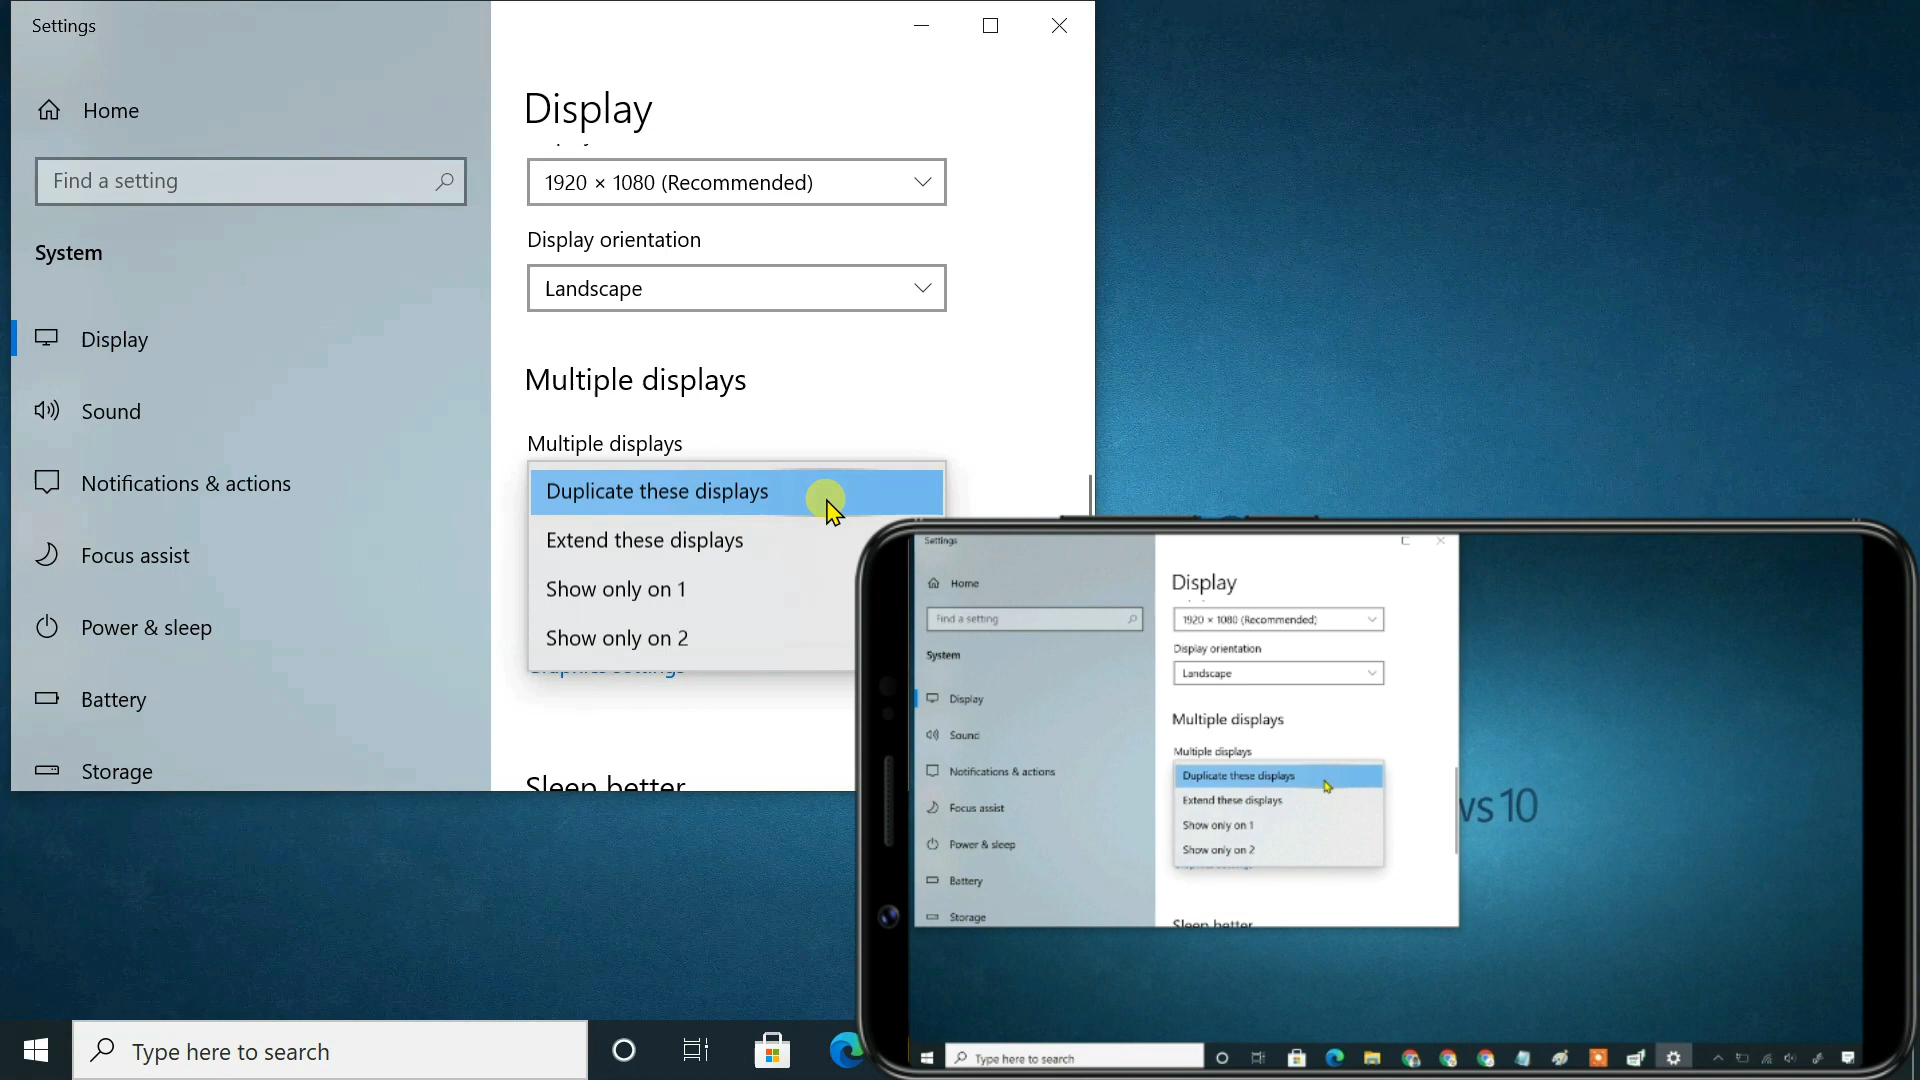 Settings
Home
Find a setting
System
Display
Sound
Notifications & actions
Focus assist
Power & sleep
Battery
Storage
Display
1920 × 1080 (Recommended)
Display orientation
Landscape
Multiple displays
Multiple displays
Duplicate these displays
Extend these displays
Show only on 1
Show only on 2
Graphics settings
Sleep better
Type here to search
Settings
Home
Find a setting
System
Display
Sound
Notifications & actions
Focus assist
Power & sleep
Battery
Storage
Display
1920 × 1080 (Recommended)
Display orientation
Landscape
Multiple displays
Multiple displays
Duplicate these displays
Extend these displays
Show only on 1
Show only on 2
Sleep better
ws 10
Type here to search